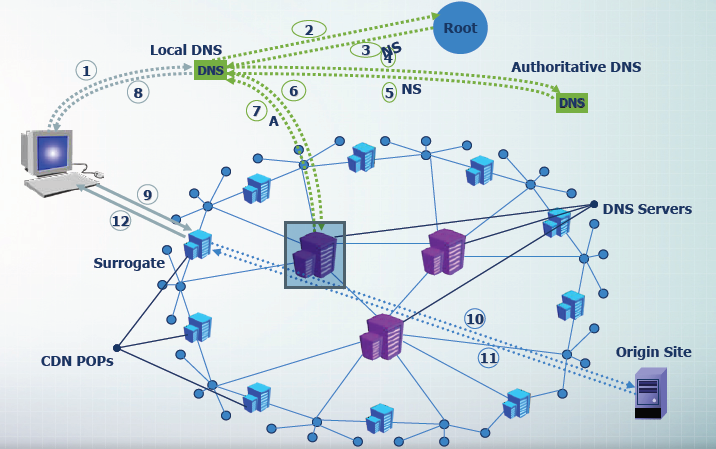 Local DNS
Root
DNS
Authoritative DNS
DNS
1
8
2
3
NS
4
5
NS
6
7
A
9
12
Surrogate
DNS Servers
10
11
CDN POPs
Origin Site